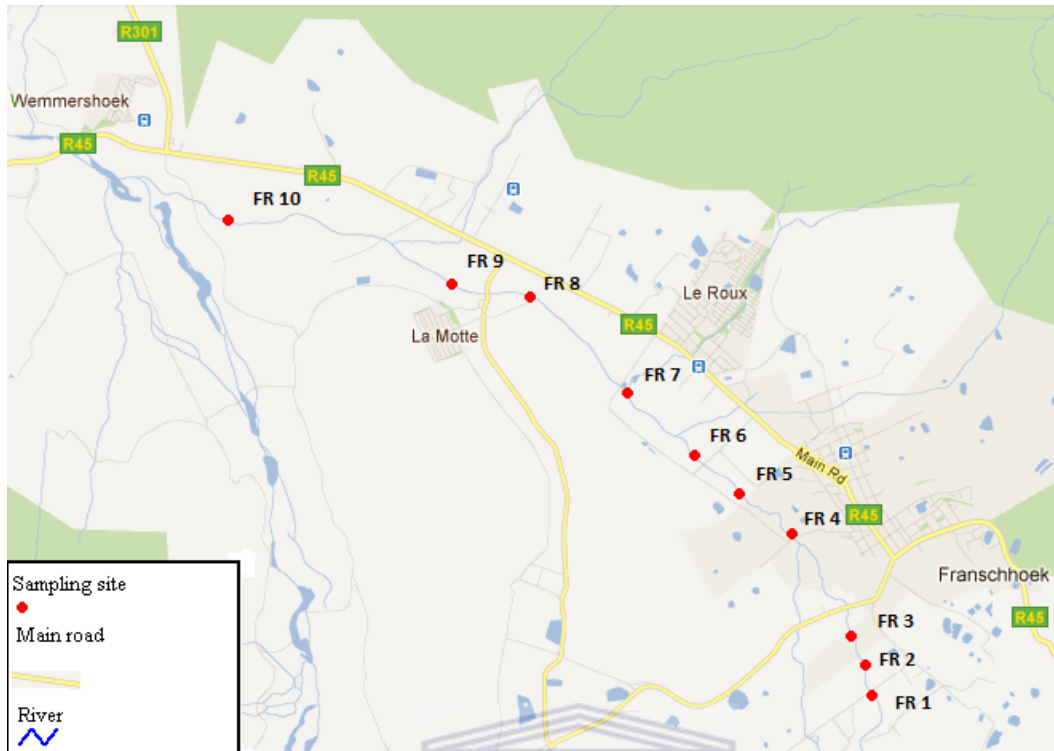 R301
Wemmershoek
R45
R45
FR 10
FR 9
FR 8
Le Roux
R45
La Motte
FR 7
FR 6
Main Rd
FR 5
R45
FR 4
Franschhoek
Sampling site
R45
Main road
FR 3
FR 2
FR 1
River